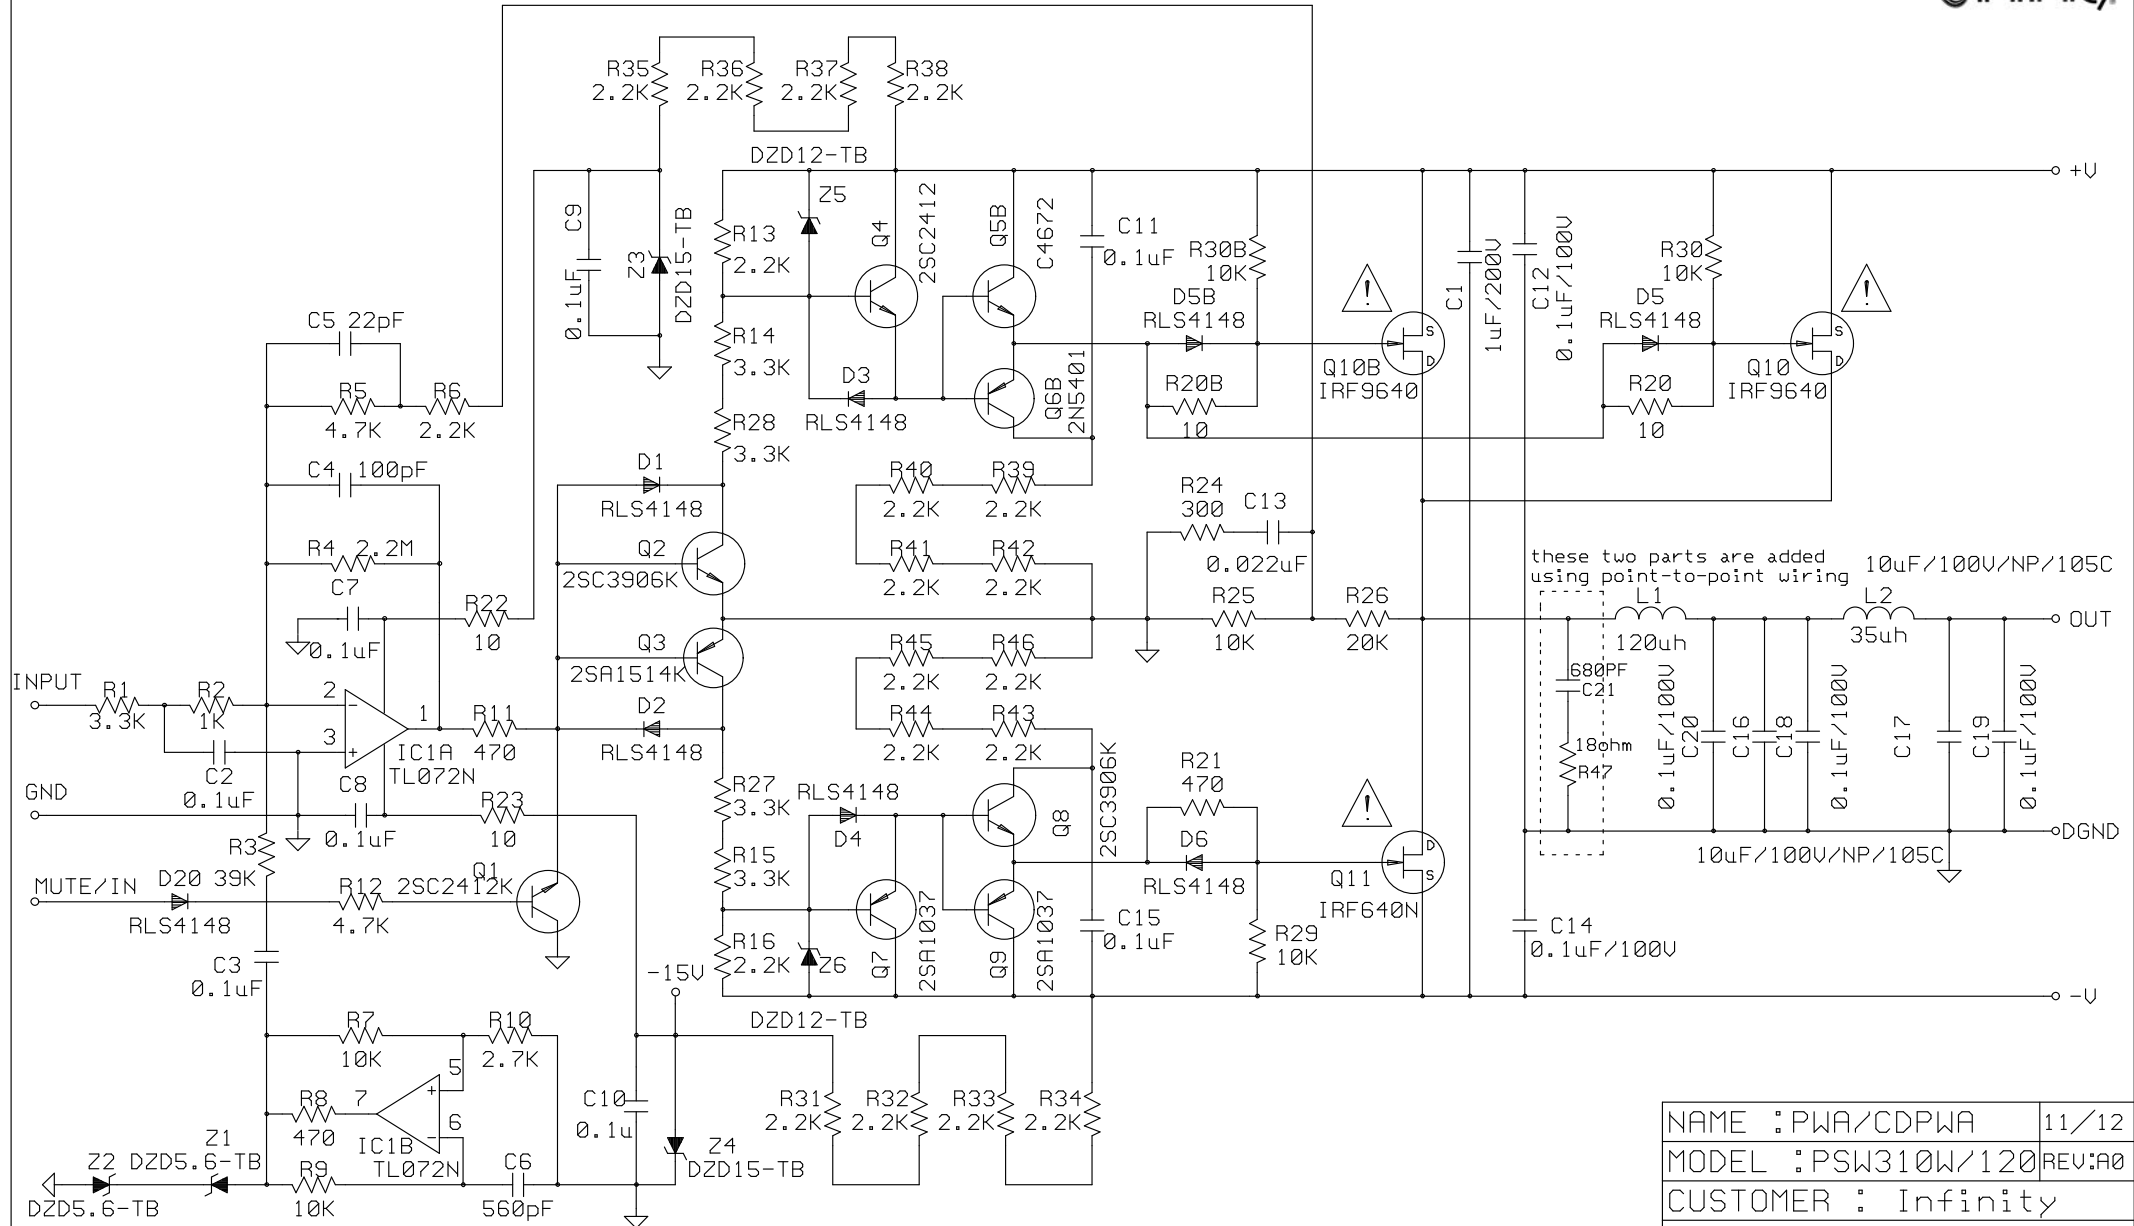 R35
2.2K
R36
2.2K
R37
2.2K
R38
2.2K
DZD12-TB
Z5
+V
C9
0.1uF
Z3
DZD15-TB
R13
2.2K
Q4
2SC2412
Q5B
C4672
C11
0.1uF
R30B
10K
C1
1uF/200V
C12
0.1uF/100V
R30
10K
D5B
RLS4148
!
D5
RLS4148
!
C5 22pF
R14
3.3K
S
D
Q10B
IRF9640
S
D
Q10
IRF9640
R5
4.7K
R6
2.2K
D3
RLS4148
Q6B
2N5401
R20B
10
R20
10
R28
3.3K
C4 100pF
D1
RLS4148
R40
2.2K
R39
2.2K
R24
300
C13
0.022uF
R4 2.2M
Q2
2SC3906K
R41
2.2K
R42
2.2K
these two parts are added
using point-to-point wiring
10uF/100V/NP/105C
C7
0.1uF
R22
10
R25
10K
R26
20K
L1
120uh
L2
35uh
OUT
Q3
2SA1514K
R45
2.2K
R46
2.2K
680PF
C21
INPUT
R1
3.3K
R2
1K
2
-
3
+
1
IC1A
TL072N
R11
470
D2
RLS4148
R44
2.2K
R43
2.2K
18ohm
R47
0.1uF/100V
C20
C16
C18
0.1uF/100V
C17
C19
0.1uF/100V
C2
0.1uF
GND
C8
0.1uF
R23
10
R27
3.3K
RLS4148
D4
Q8
2SC3906K
R21
470
D6
RLS4148
!
DGND
10uF/100V/NP/105C
R3
39K
D
S
Q11
IRF640N
MUTE/IN
D20
RLS4148
R12
4.7K
Q1
2SC2412K
R15
3.3K
R16
2.2K
Z6
Q7
2SA1037
Q9
2SA1037
C15
0.1uF
R29
10K
C14
0.1uF/100V
C3
0.1uF
-15V
-V
DZD12-TB
R7
10K
R10
2.7K
5
+
6
-
7
R8
470
IC1B
TL072N
C10
0.1u
R31
2.2K
R32
2.2K
R33
2.2K
R34
2.2K
Z4
DZD15-TB
Z2
DZD5.6-TB
Z1
DZD5.6-TB
R9
10K
C6
560pF
NAME :PWA/CDPWA 11/12
MODEL :PSW310W/120 REV:A0
CUSTOMER : Infinity